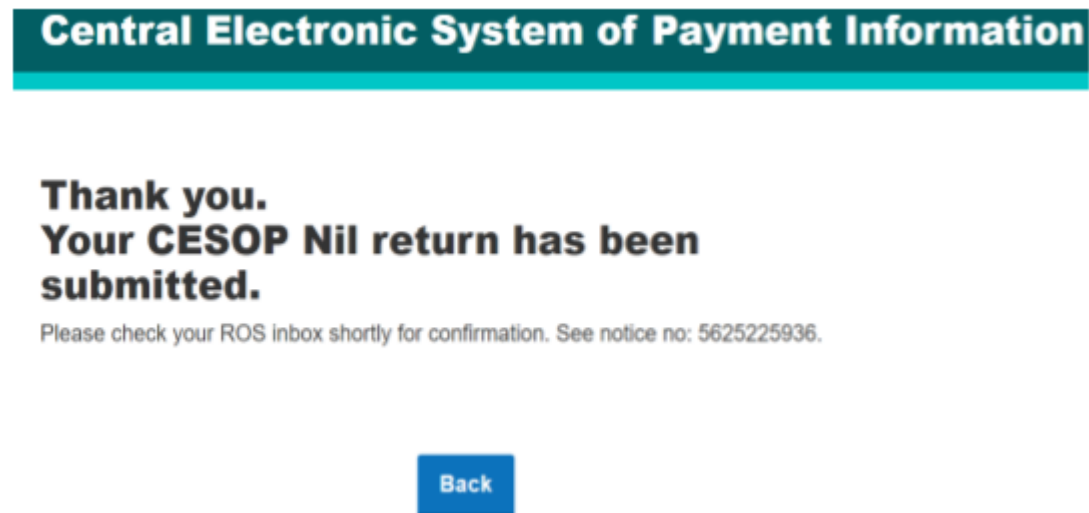 Central Electronic System of Payment Information
Thank you.
Your CESOP Nil return has been
submitted.
Please check your ROS inbox shortly for confirmation. See notice no: 5625225936.
Back